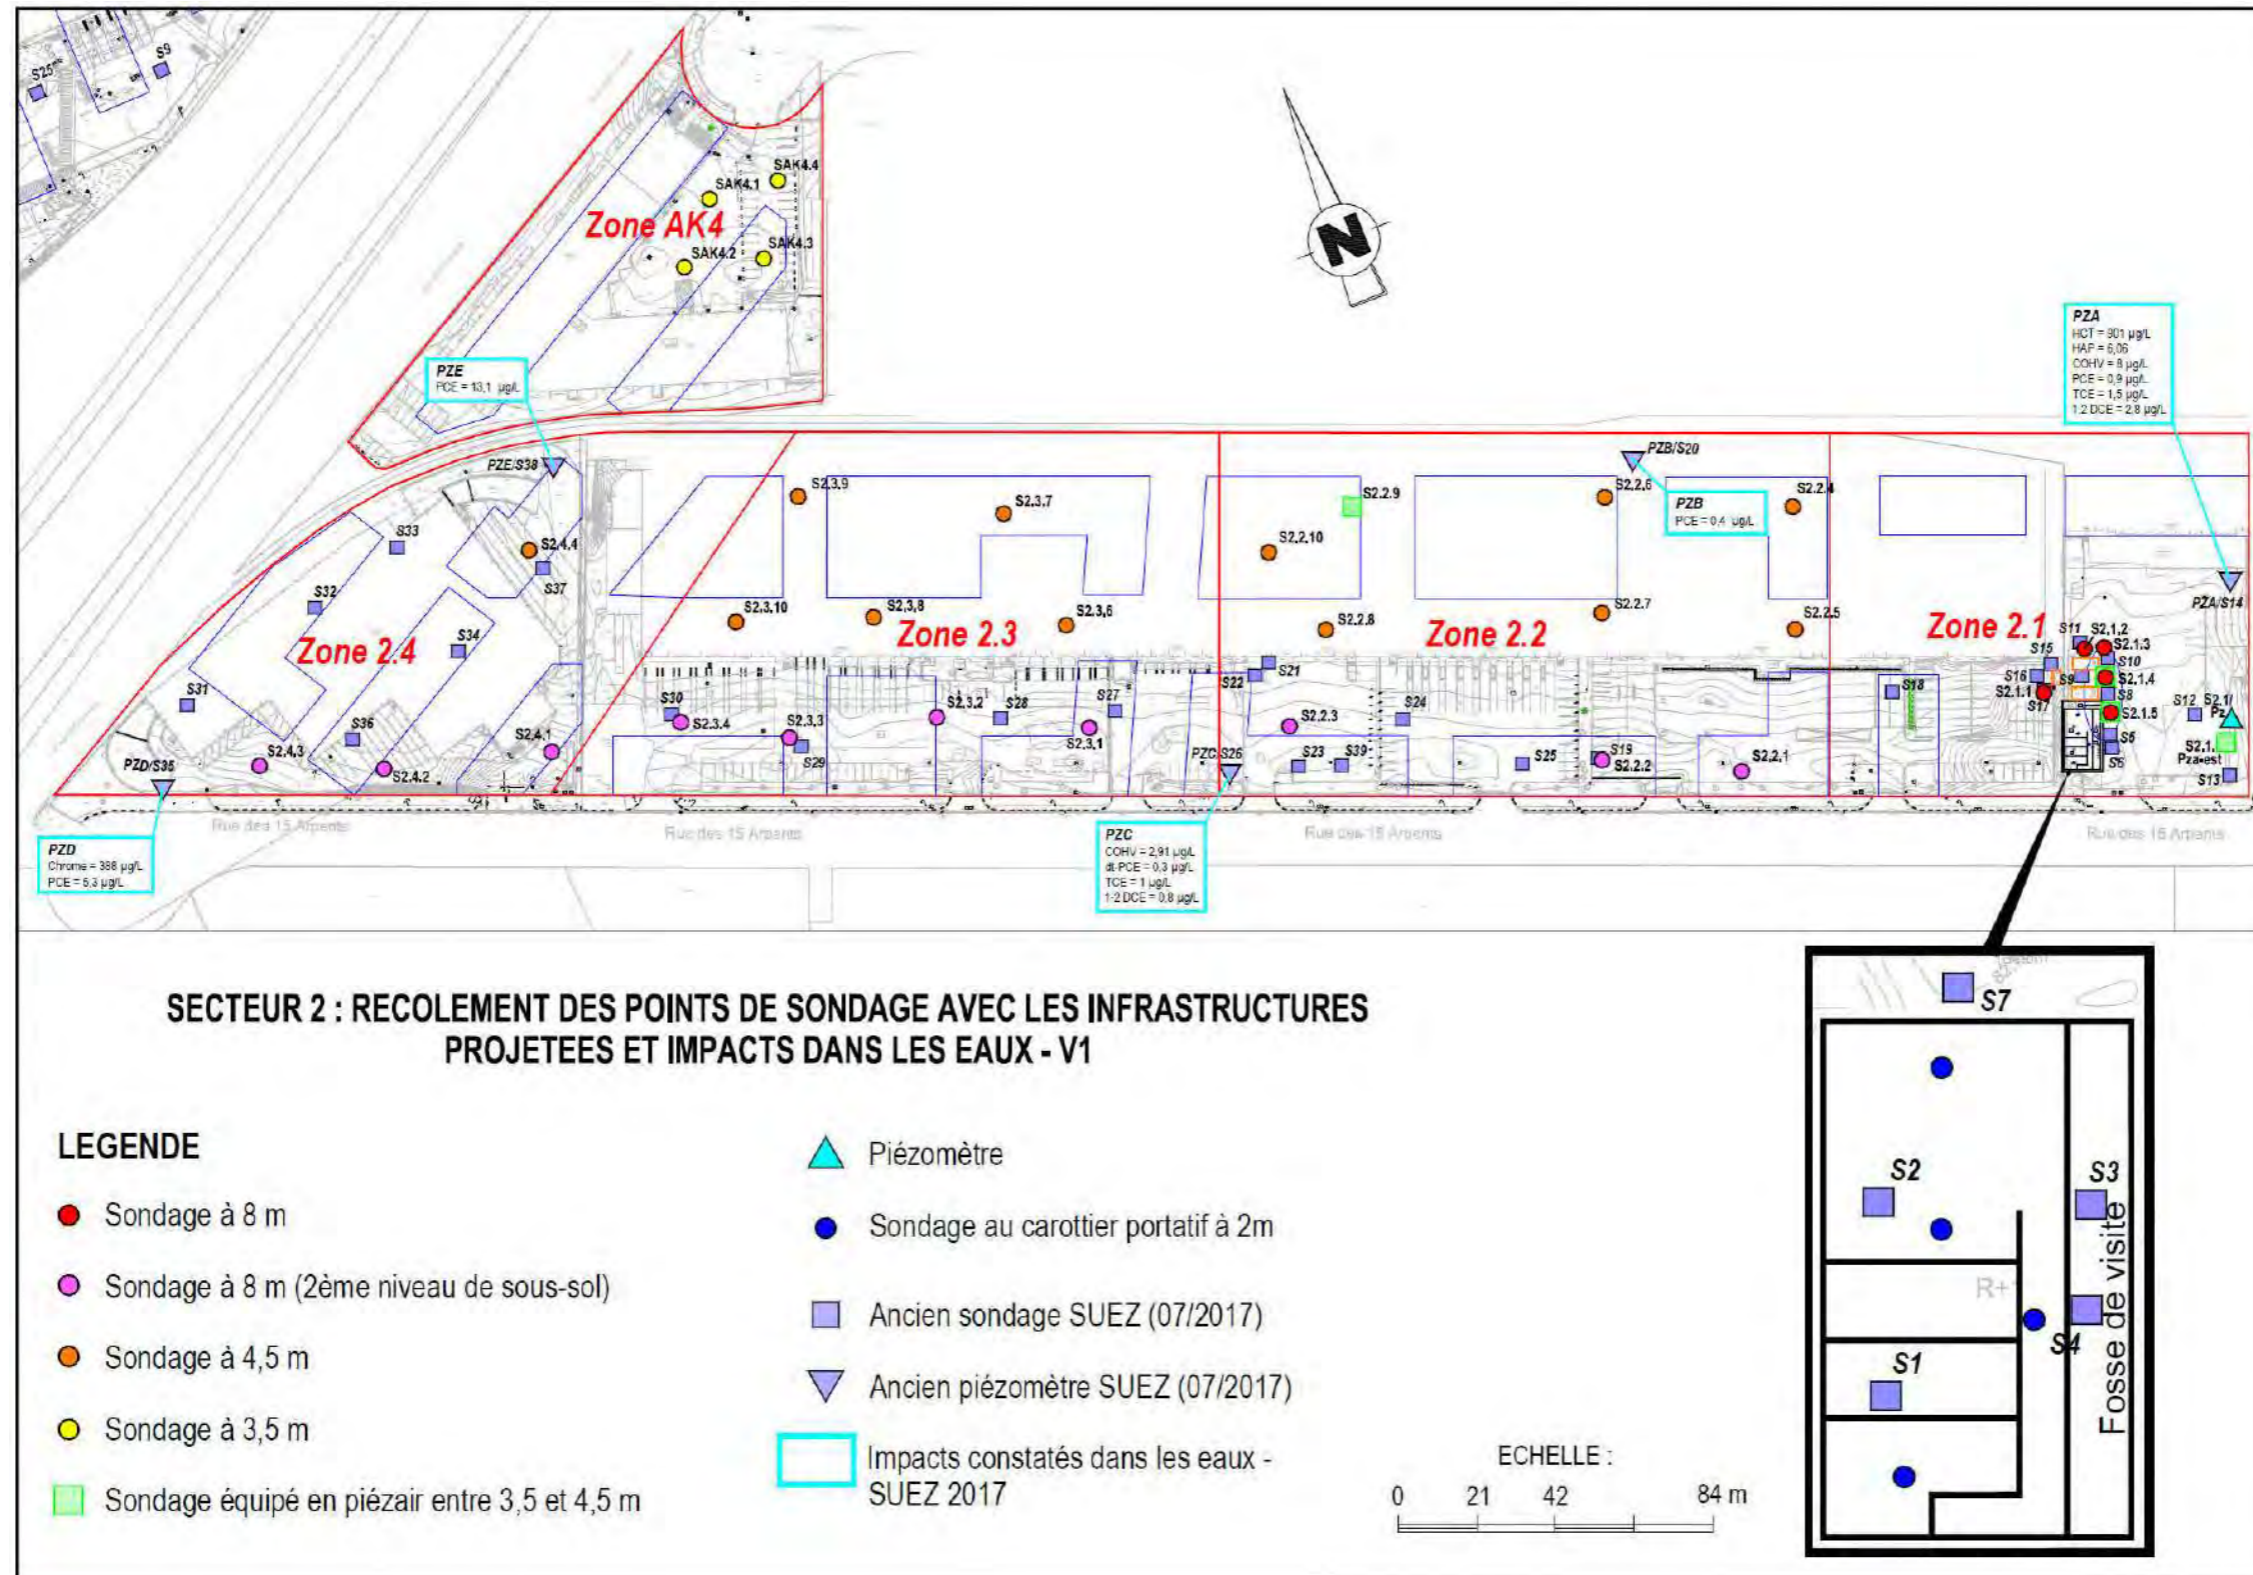 S25
S9
SAK4.4
SAK4.1
Zone AK4
SAK4.3
SAK4.2
N
PZE
PCE = 13,1 µg/L
PZA
HCT = 901 µg/L
HAP = 6,06
COHV = 8 µg/L
PCE = 0,9 µg/L
TCE = 1,5 µg/L
1.2 DCE = 2,8 µg/L
PZE/S38
PZB/S20
PZB
PCE = 0,4 µg/L
S2.3.9
S2.3.7
S2.2.9
S2.2.6
S2.2.4
S33
S2.4.4
S37
S2.2.10
S32
S2.3.10
S2.3.8
S2.3.6
S2.2.8
S2.2.7
S2.2.5
PZA/S14
Zone 2.4
Zone 2.3
Zone 2.2
Zone 2.1
S34
S11
S2.1.2
S2.1.3
S15
S10
S16
S9
S2.1.4
S2.1.1
S17
S8
S31
S30
S2.3.4
S2.3.3
S29
S2.3.2
S28
S27
S2.3.1
S22
S21
S24
S2.2.3
S18
S12
S2.1/
Pz
S2.1.5
S5
S6
S36
S2.4.3
S2.4.2
S2.4.1
PZD/S35
PZC/S26
S23
S39
S25
S19
S2.2.2
S2.2.1
S2.1.
Pza-est
S13
Rue des 15 Arpents
Rue des 15 Arpents
Rue des 15 Arpents
Rue des 15 Arpents
PZD
Chrome = 388 µg/L
PCE = 5,3 µg/L
PZC
COHV = 2,91 µg/L
dt-PCE = 0,3 µg/L
TCE = 1 µg/L
1-2 DCE = 0,8 µg/L
SECTEUR 2 : RECOLEMENT DES POINTS DE SONDAGE AVEC LES INFRASTRUCTURES
PROJETEES ET IMPACTS DANS LES EAUX - V1
LEGENDE
Sondage à 8 m
Sondage à 8 m (2ème niveau de sous-sol)
Sondage à 4,5 m
Sondage à 3,5 m
Sondage équipé en piézair entre 3,5 et 4,5 m
Piézomètre
Sondage au carottier portatif à 2m
Ancien sondage SUEZ (07/2017)
Ancien piézomètre SUEZ (07/2017)
Impacts constatés dans les eaux -
SUEZ 2017
ECHELLE :
0 21 42 84 m
S7
S2
S3
R+
S4
S1
Fosse de visite